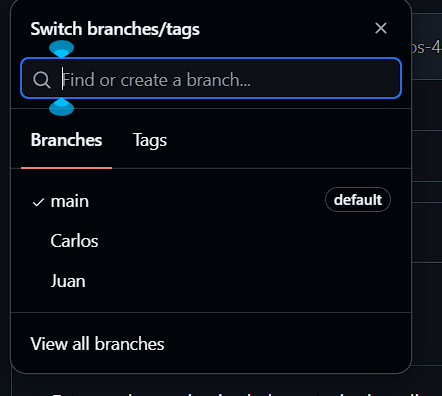 Switch branches/tags
Find or create a branch...
Branches Tags
main default
Carlos
Juan
View all branches